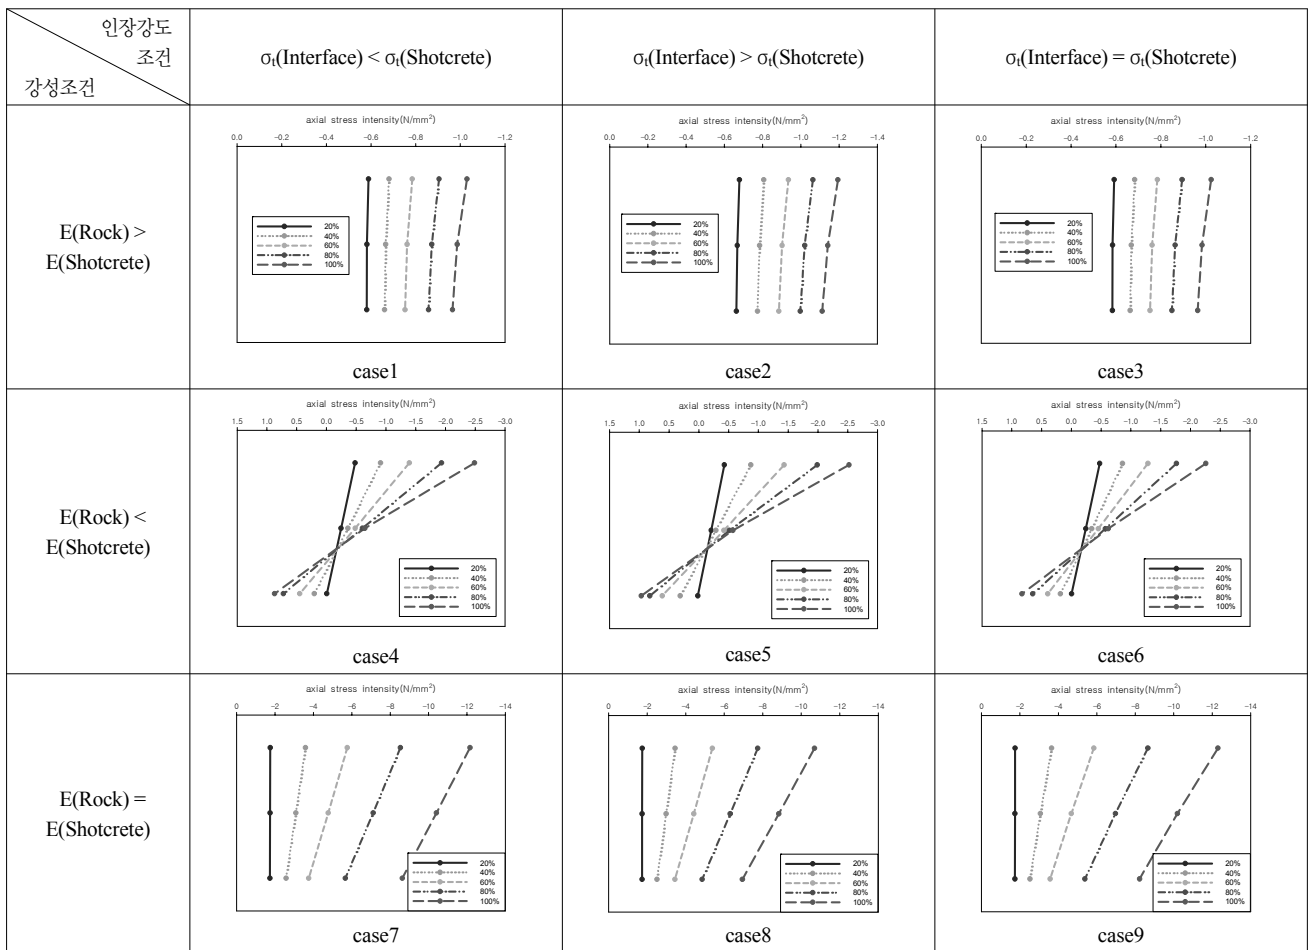 인장강도
조건
강성조건
σt(Interface) < σt(Shotcrete)
σt(Interface) > σt(Shotcrete)
σt(Interface) = σt(Shotcrete)
E(Rock) >
E(Shotcrete)
axial stress intensity(N/mm²)
0.0 -0.2 -0.4 -0.6 -0.8 -1.0 -1.2
20%
40%
60%
80%
100%
case1
axial stress intensity(N/mm²)
0.0 -0.2 -0.4 -0.6 -0.8 -1.0 -1.2 -1.4
20%
40%
60%
80%
100%
case2
axial stress intensity(N/mm²)
0.0 -0.2 -0.4 -0.6 -0.8 -1.0 -1.2
20%
40%
60%
80%
100%
case3
E(Rock) <
E(Shotcrete)
axial stress intensity(N/mm²)
1.5 1.0 0.5 0.0 -0.5 -1.0 -1.5 -2.0 -2.5 -3.0
20%
40%
60%
80%
100%
case4
axial stress intensity(N/mm²)
1.5 1.0 0.5 0.0 -0.5 -1.0 -1.5 -2.0 -2.5 -3.0
20%
40%
60%
80%
100%
case5
axial stress intensity(N/mm²)
1.5 1.0 0.5 0.0 -0.5 -1.0 -1.5 -2.0 -2.5 -3.0
20%
40%
60%
80%
100%
case6
E(Rock) =
E(Shotcrete)
axial stress intensity(N/mm²)
0 -2 -4 -6 -8 -10 -12 -14
20%
40%
60%
80%
100%
case7
axial stress intensity(N/mm²)
0 -2 -4 -6 -8 -10 -12 -14
20%
40%
60%
80%
100%
case8
axial stress intensity(N/mm²)
0 -2 -4 -6 -8 -10 -12 -14
20%
40%
60%
80%
100%
case9